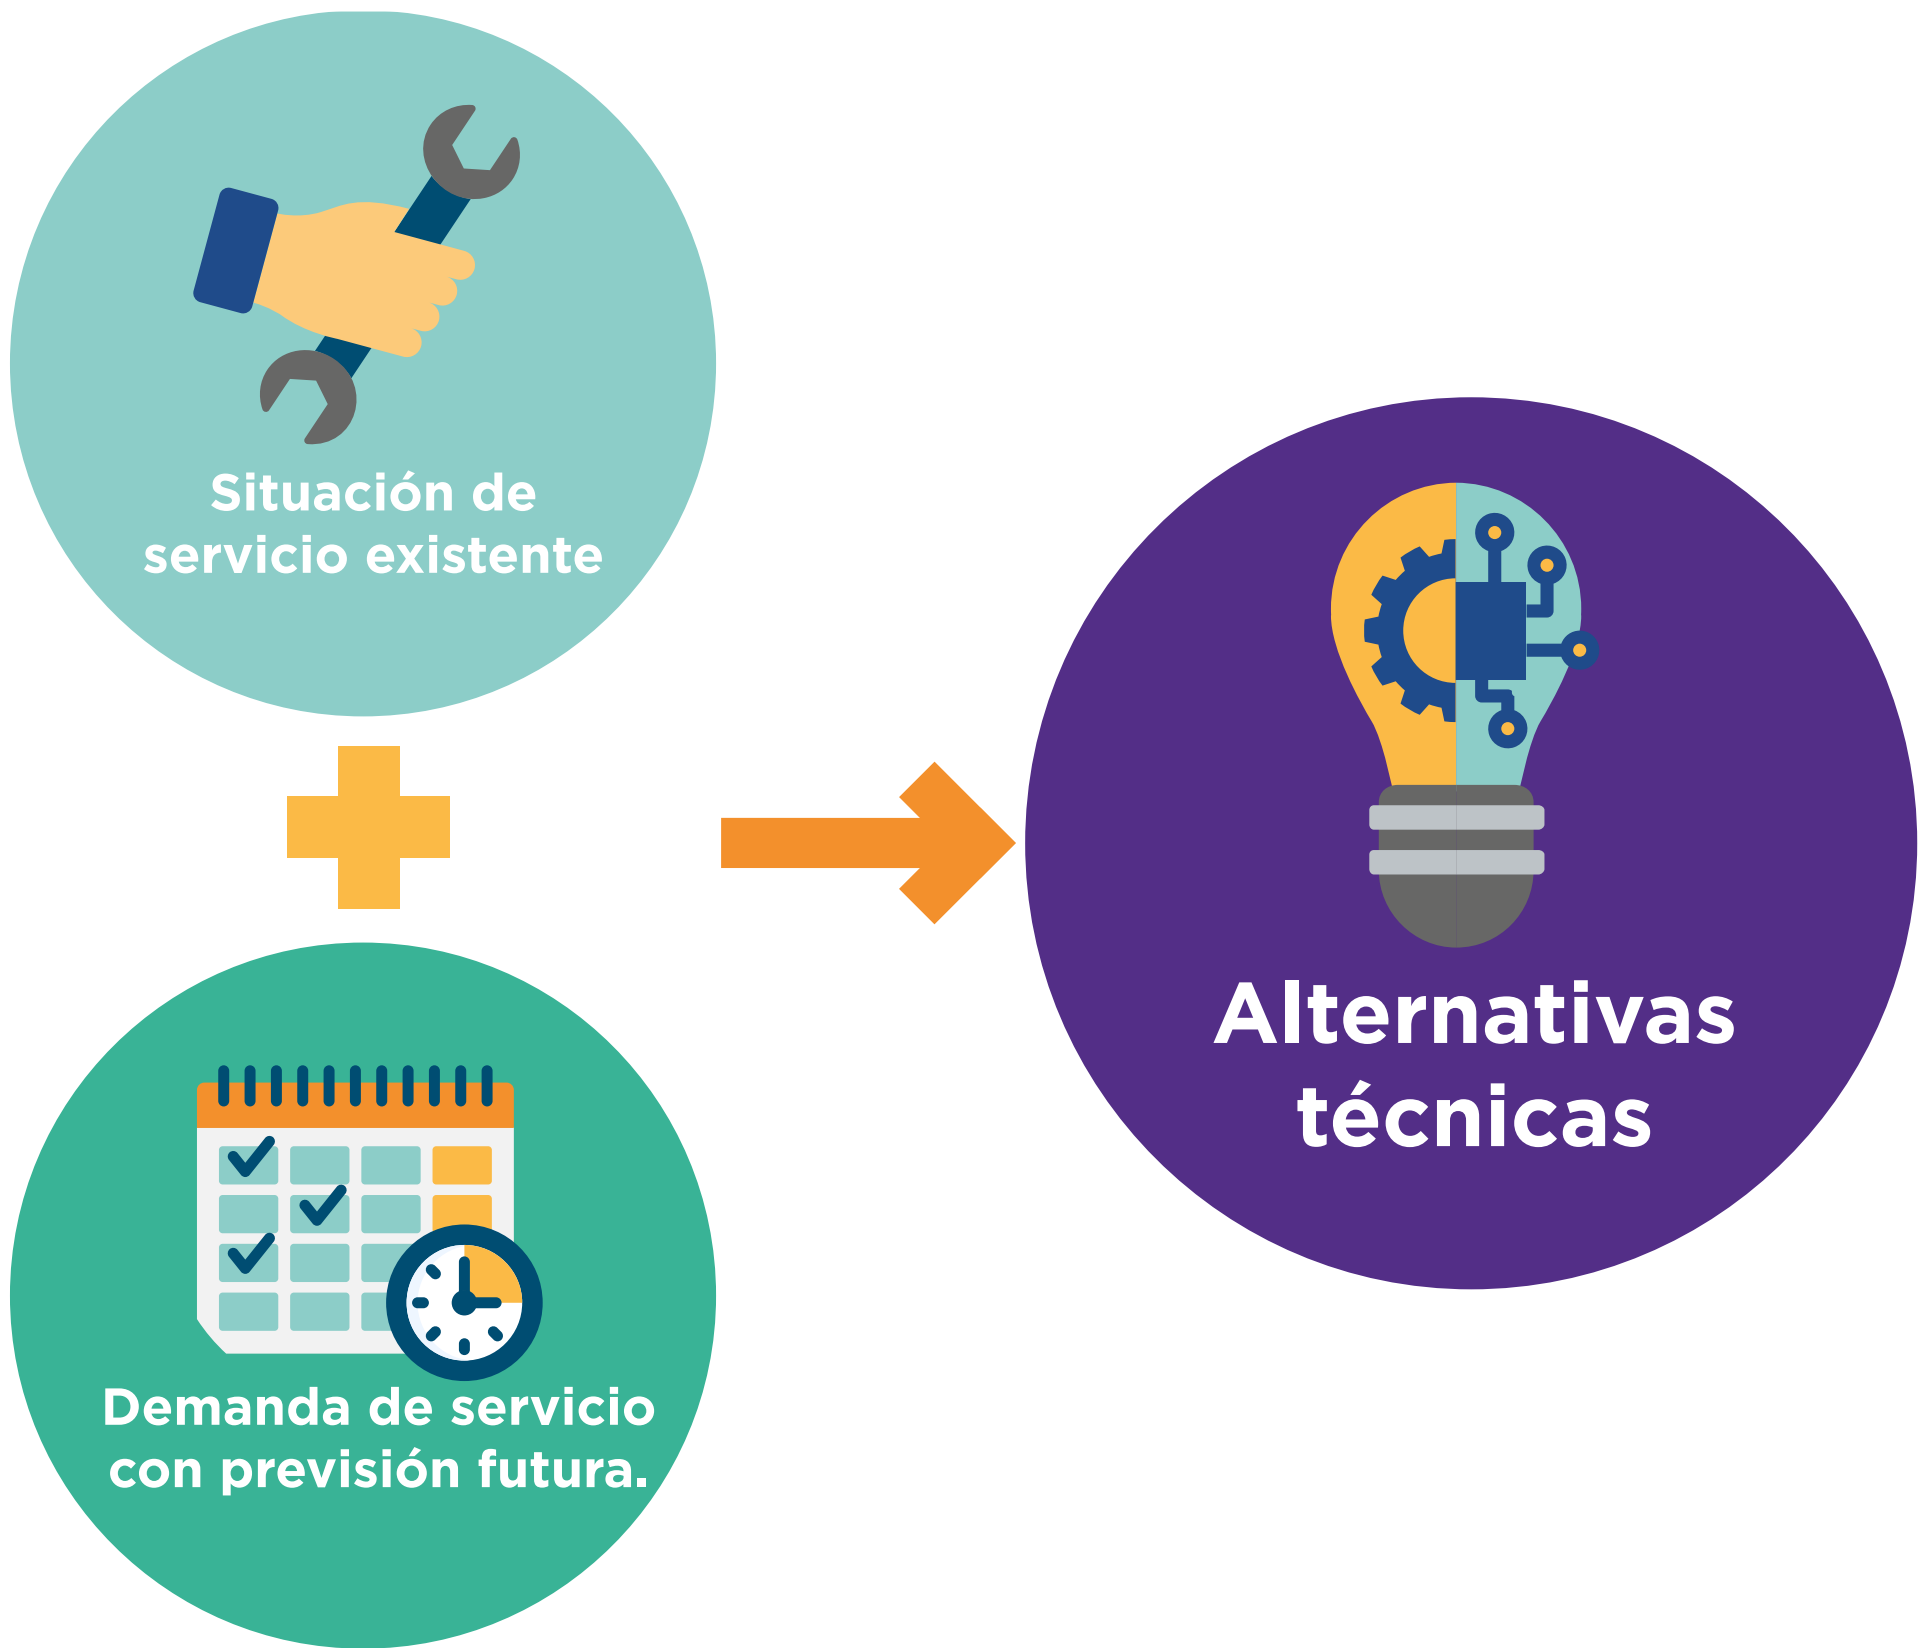 Situación de
servicio existente
Demanda de servicio
con previsión futura.
Alternativas
técnicas